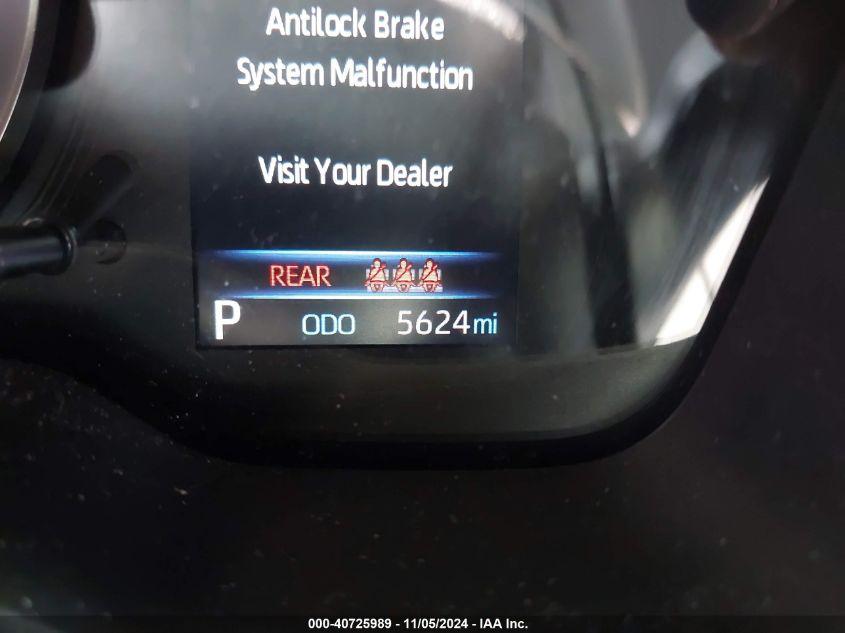 Antilock Brake
System Malfunction
Visit Your Dealer
REAR
P ODO 5624mi
000-40725989 - 11/05/2024 - IAA Inc.